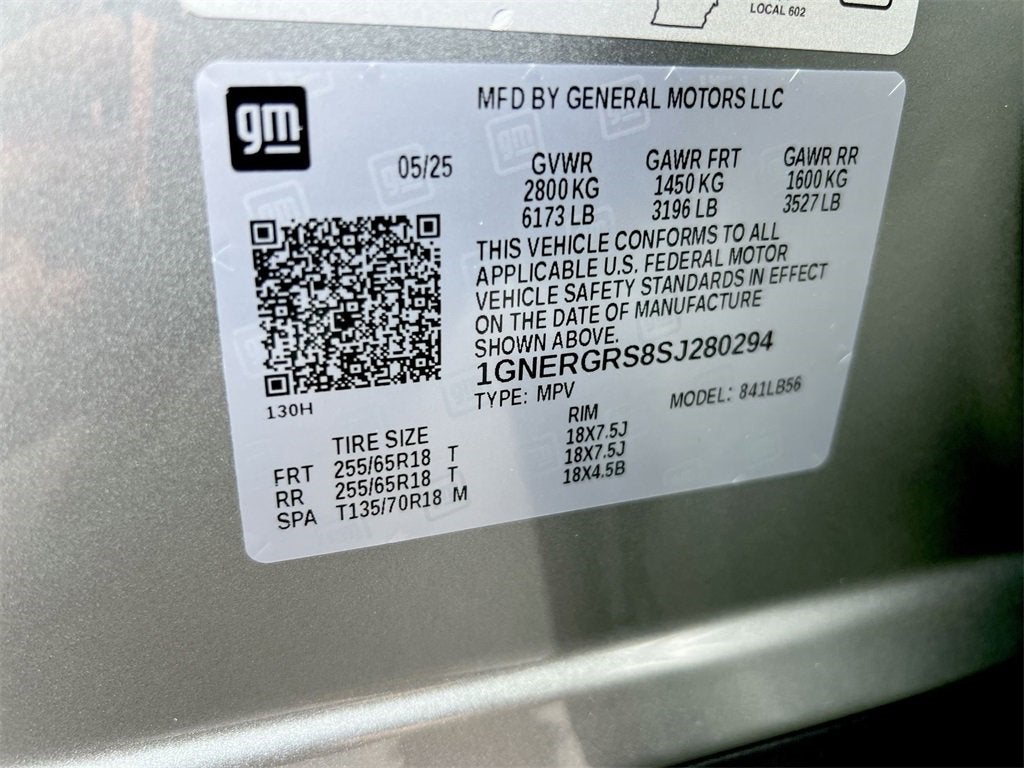 LOCAL 602
gm
MFD BY GENERAL MOTORS LLC
05/25
GVWR GAWR FRT GAWR RR
2800 KG 1450 KG 1600 KG
6173 LB 3196 LB 3527 LB
THIS VEHICLE CONFORMS TO ALL
APPLICABLE U.S. FEDERAL MOTOR
VEHICLE SAFETY STANDARDS IN EFFECT
ON THE DATE OF MANUFACTURE
SHOWN ABOVE.
1GNERGRS8SJ280294
TYPE: MPV MODEL: 841LB56
130H
TIRE SIZE RIM
FRT 255/65R18 T 18X7.5J
RR 255/65R18 T 18X7.5J
SPA T135/70R18 M 18X4.5B